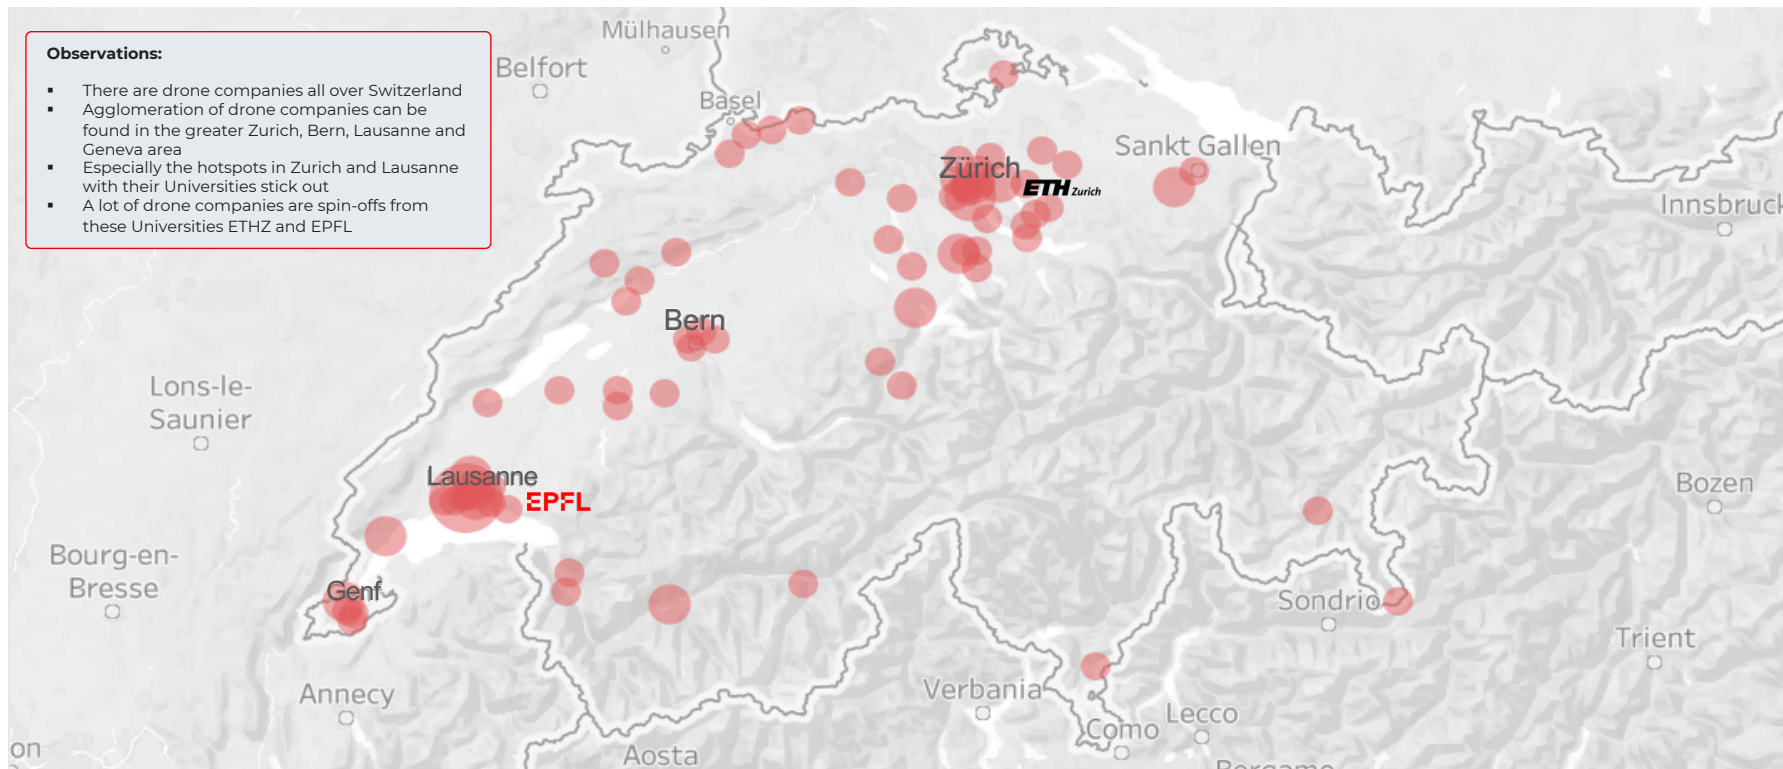 Observations:
▪ There are drone companies all over Switzerland
▪ Agglomeration of drone companies can be
found in the greater Zurich, Bern, Lausanne and
Geneva area
▪ Especially the hotspots in Zurich and Lausanne
with their Universities stick out
▪ A lot of drone companies are spin-offs from
these Universities ETHZ and EPFL
Mülhausen
Belfort
Basel
Zürich
ETH Zurich
Sankt Gallen
Innsbruck
Bern
Lons-le-
Saunier
Lausanne
EPFL
Bozen
Bourg-en-
Bresse
Genf
Sondrio
Trient
Annecy
Verbania
Como
Lecco
Aosta
Bergamo
on